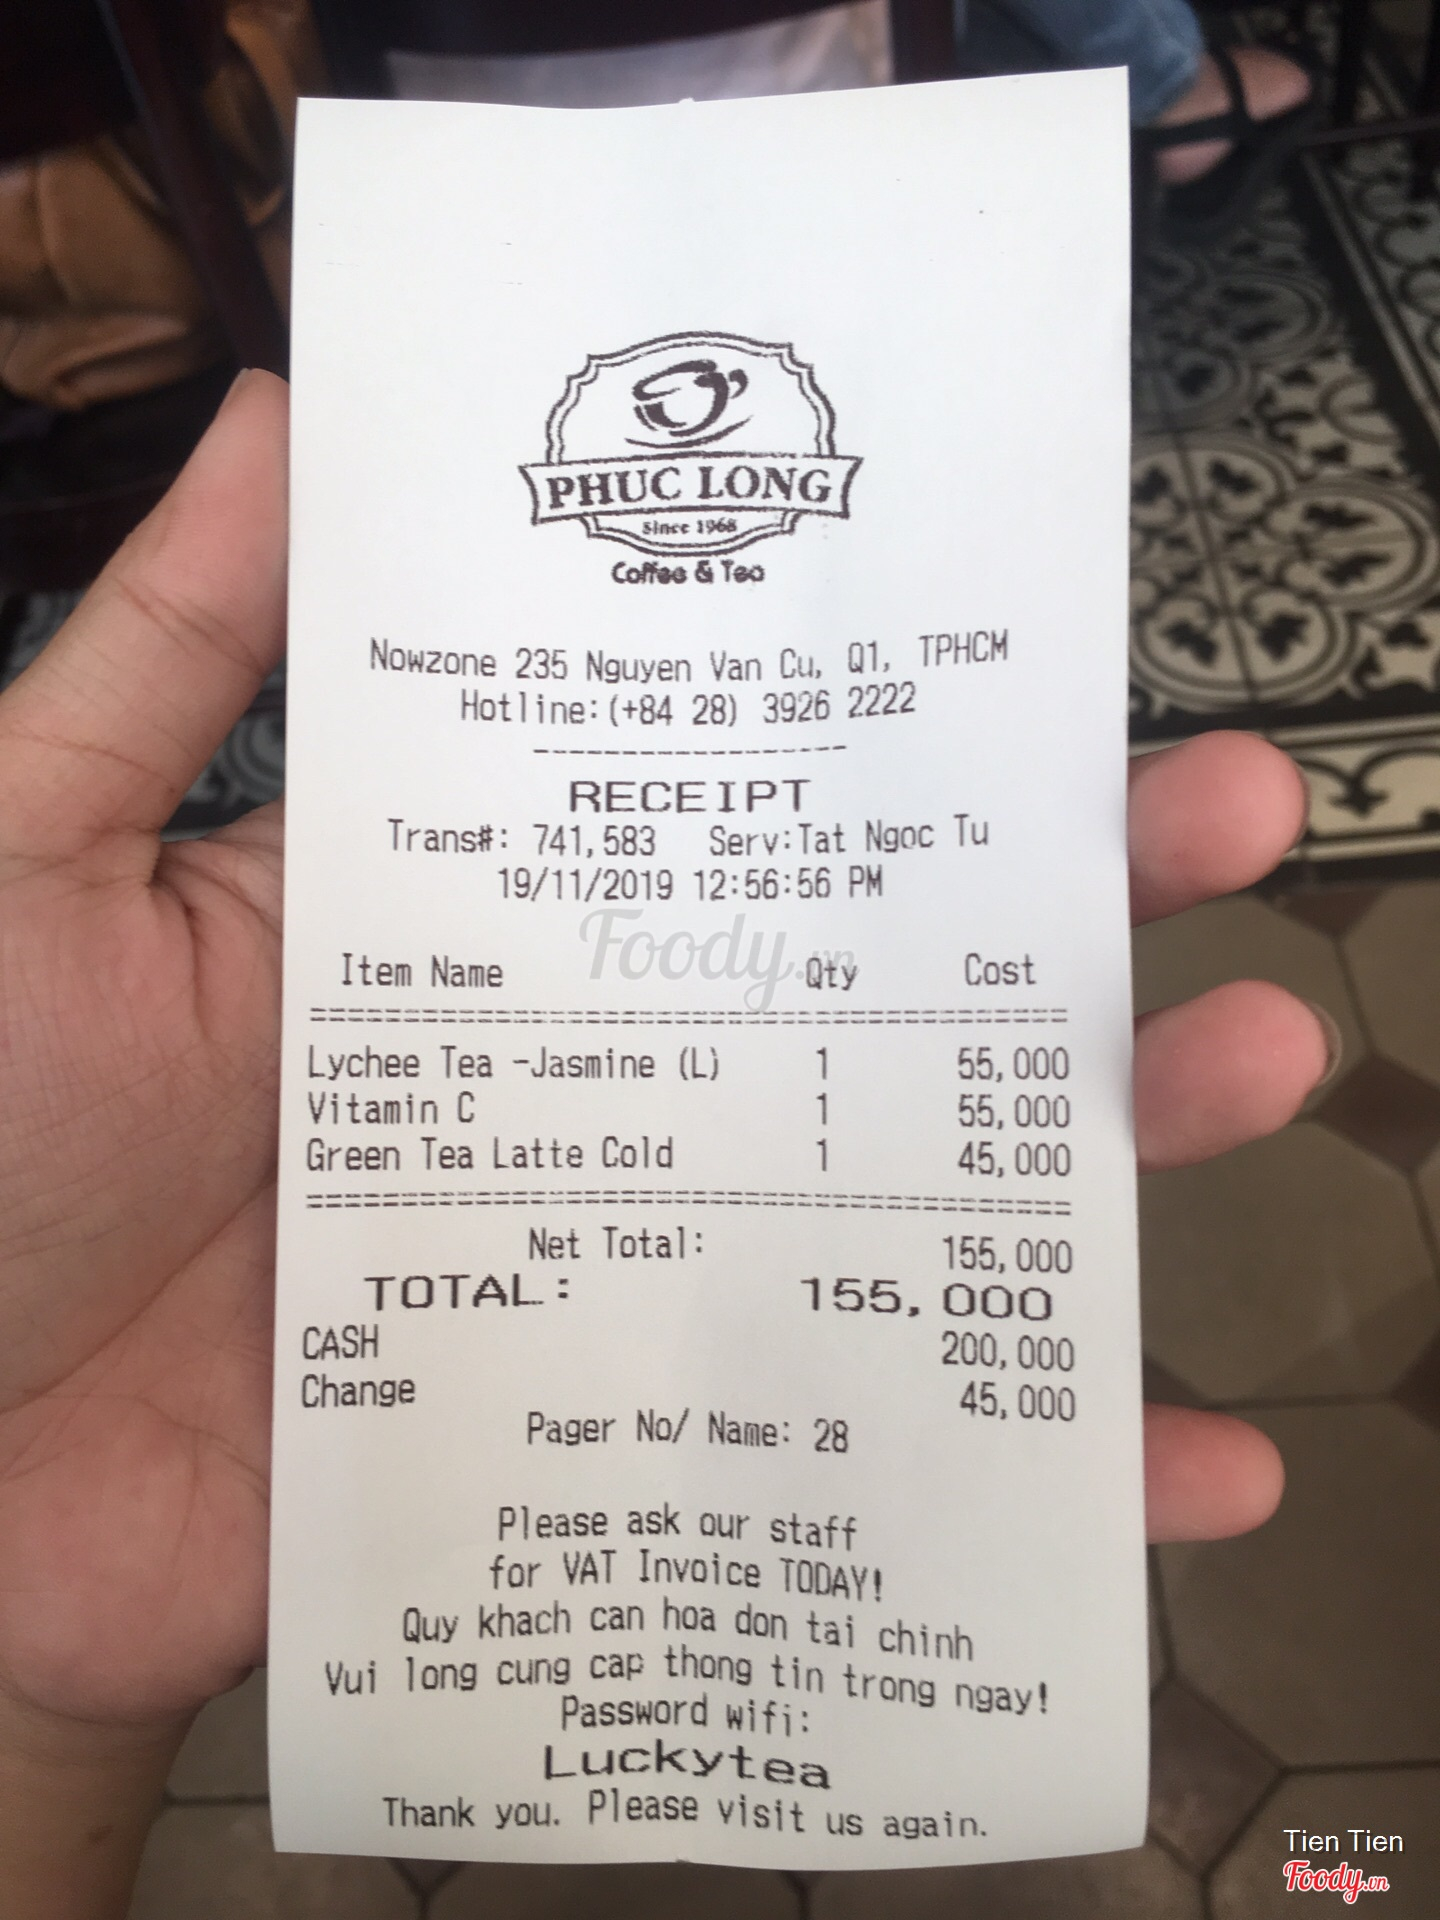 PHUC LONG
Since 1968
Coffee & Tea
Nowzone 235 Nguyen Van Cu, Q1, TPHCM
Hotline:(+84 28) 3926 2222
------------------
RECEIPT
Trans#: 741,583 Serv:Tat Ngoc Tu
19/11/2019 12:56:56 PM
Foody.vn
Item Name Qty Cost
Lychee Tea -Jasmine (L) 1 55,000
Vitamin C 1 55,000
Green Tea Latte Cold 1 45,000
Net Total: 155,000
TOTAL: 155,000
CASH 200,000
Change 45,000
Pager No/ Name: 28
Please ask our staff
for VAT Invoice TODAY!
Quy khach can hoa don tai chinh
Vui long cung cap thong tin trong ngay!
Password wifi:
Luckytea
Thank you. Please visit us again.
Tien Tien
Foody.vn